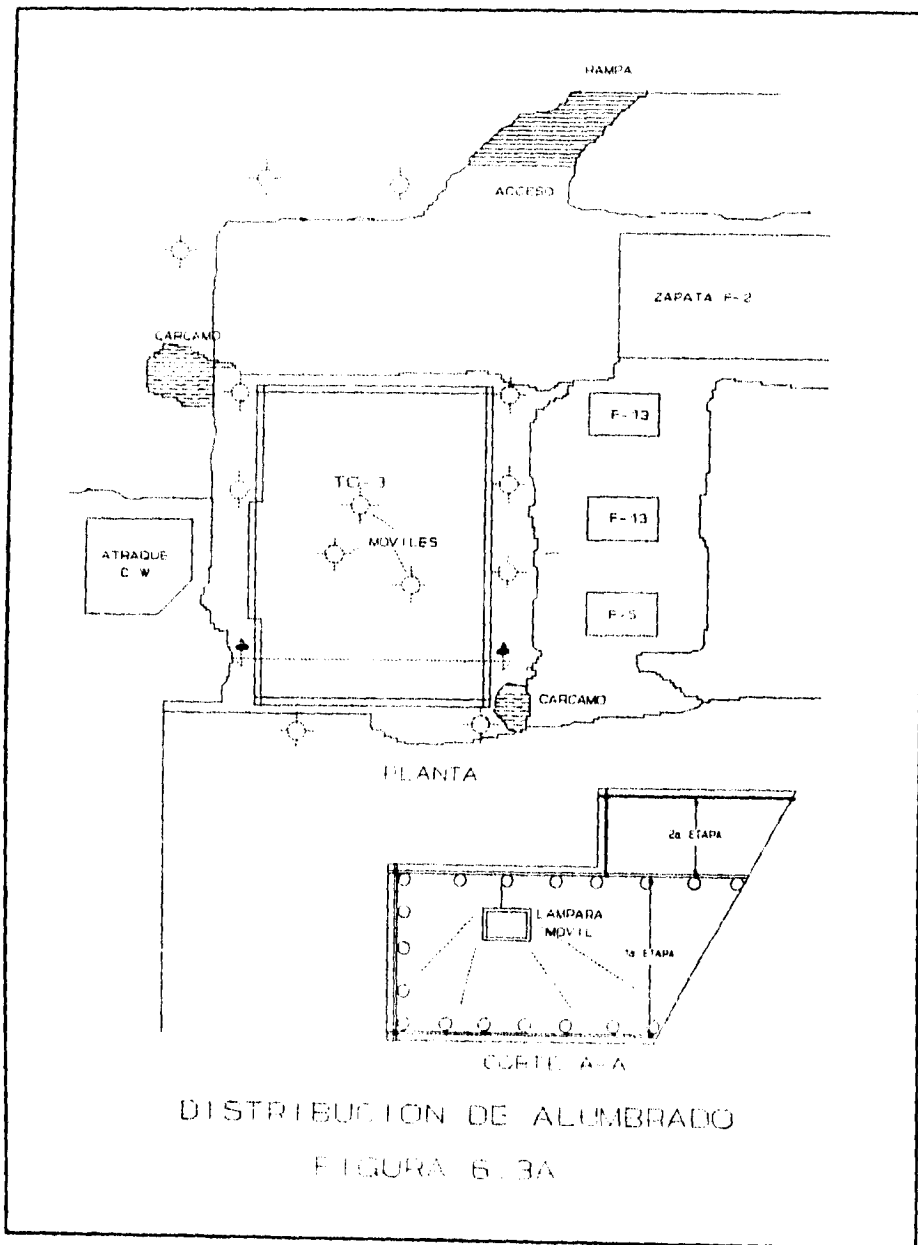 RAMPA
ACCESO
ZAPATA F-2
CARCAMO
F-13
TG-3
F-13
MOVILES
ATRAQUE
C W
F-5
A
A
CARCAMO
PLANTA
2a. ETAPA
LAMPARA
MOVIL
1a. ETAPA
CORTE A-A
DISTRIBUCION DE ALUMBRADO
FIGURA 6.3A